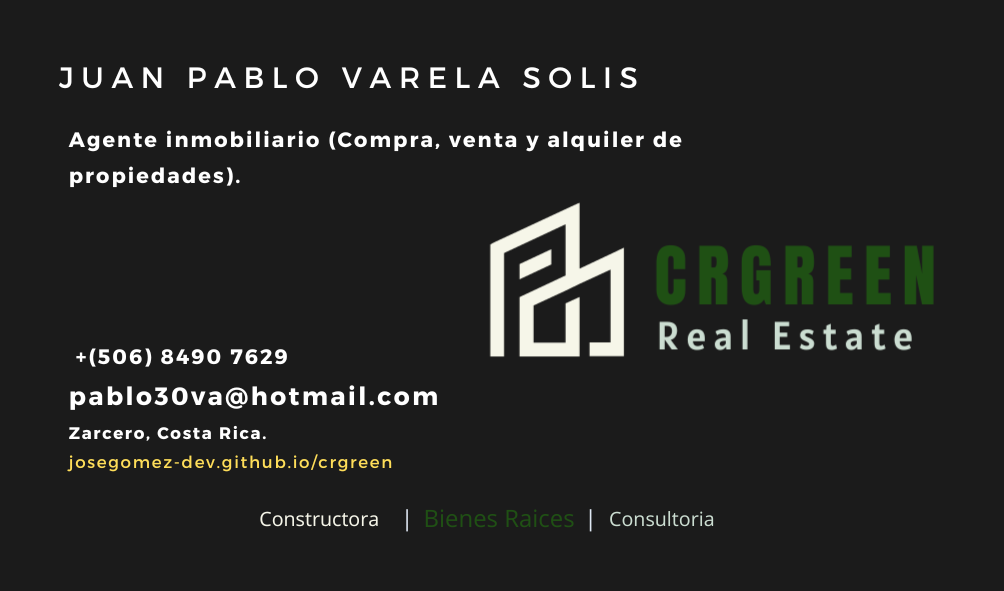 JUAN PABLO VARELA SOLIS
Agente inmobiliario (Compra, venta y alquiler de
propiedades).
CRGREEN
Real Estate
+(506) 8490 7629
pablo30va@hotmail.com
Zarcero, Costa Rica.
josegomez-dev.github.io/crgreen
Constructora | Bienes Raices | Consultoria